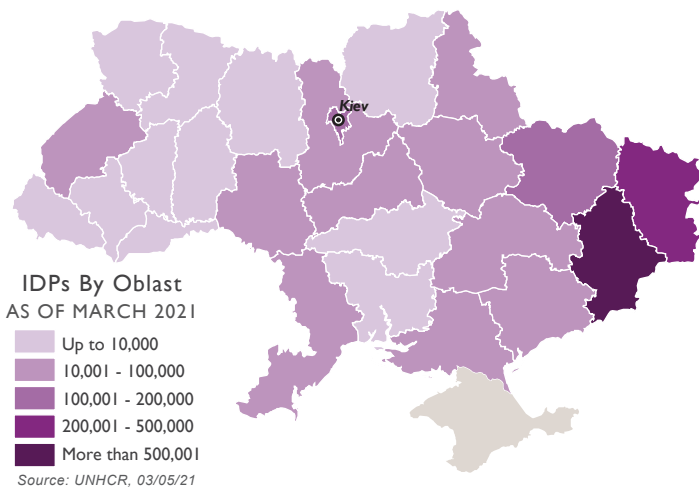 Kiev
IDPs By Oblast
AS OF MARCH 2021
Up to 10,000
10,001 - 100,000
100,001 - 200,000
200,001 - 500,000
More than 500,001
Source: UNHCR, 03/05/21